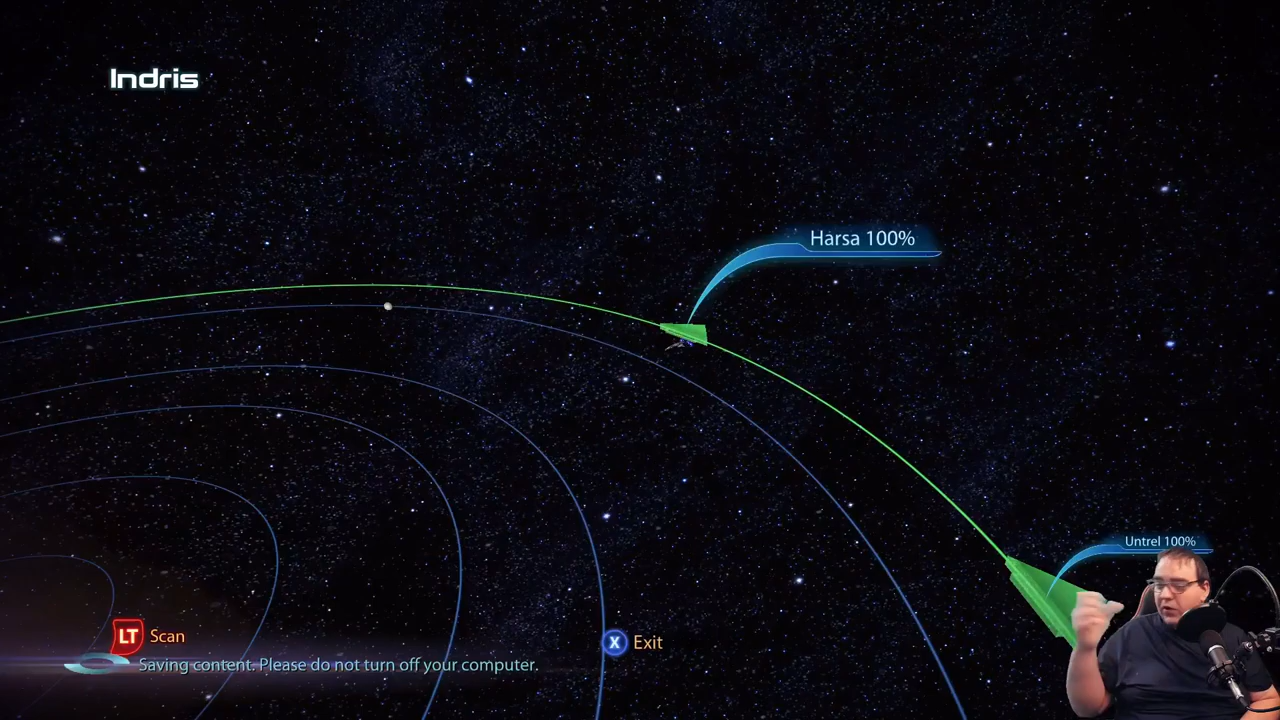 Indris
Harsa 100%
Untrel 100%
LT Scan
X Exit
Saving content. Please do not turn off your computer.